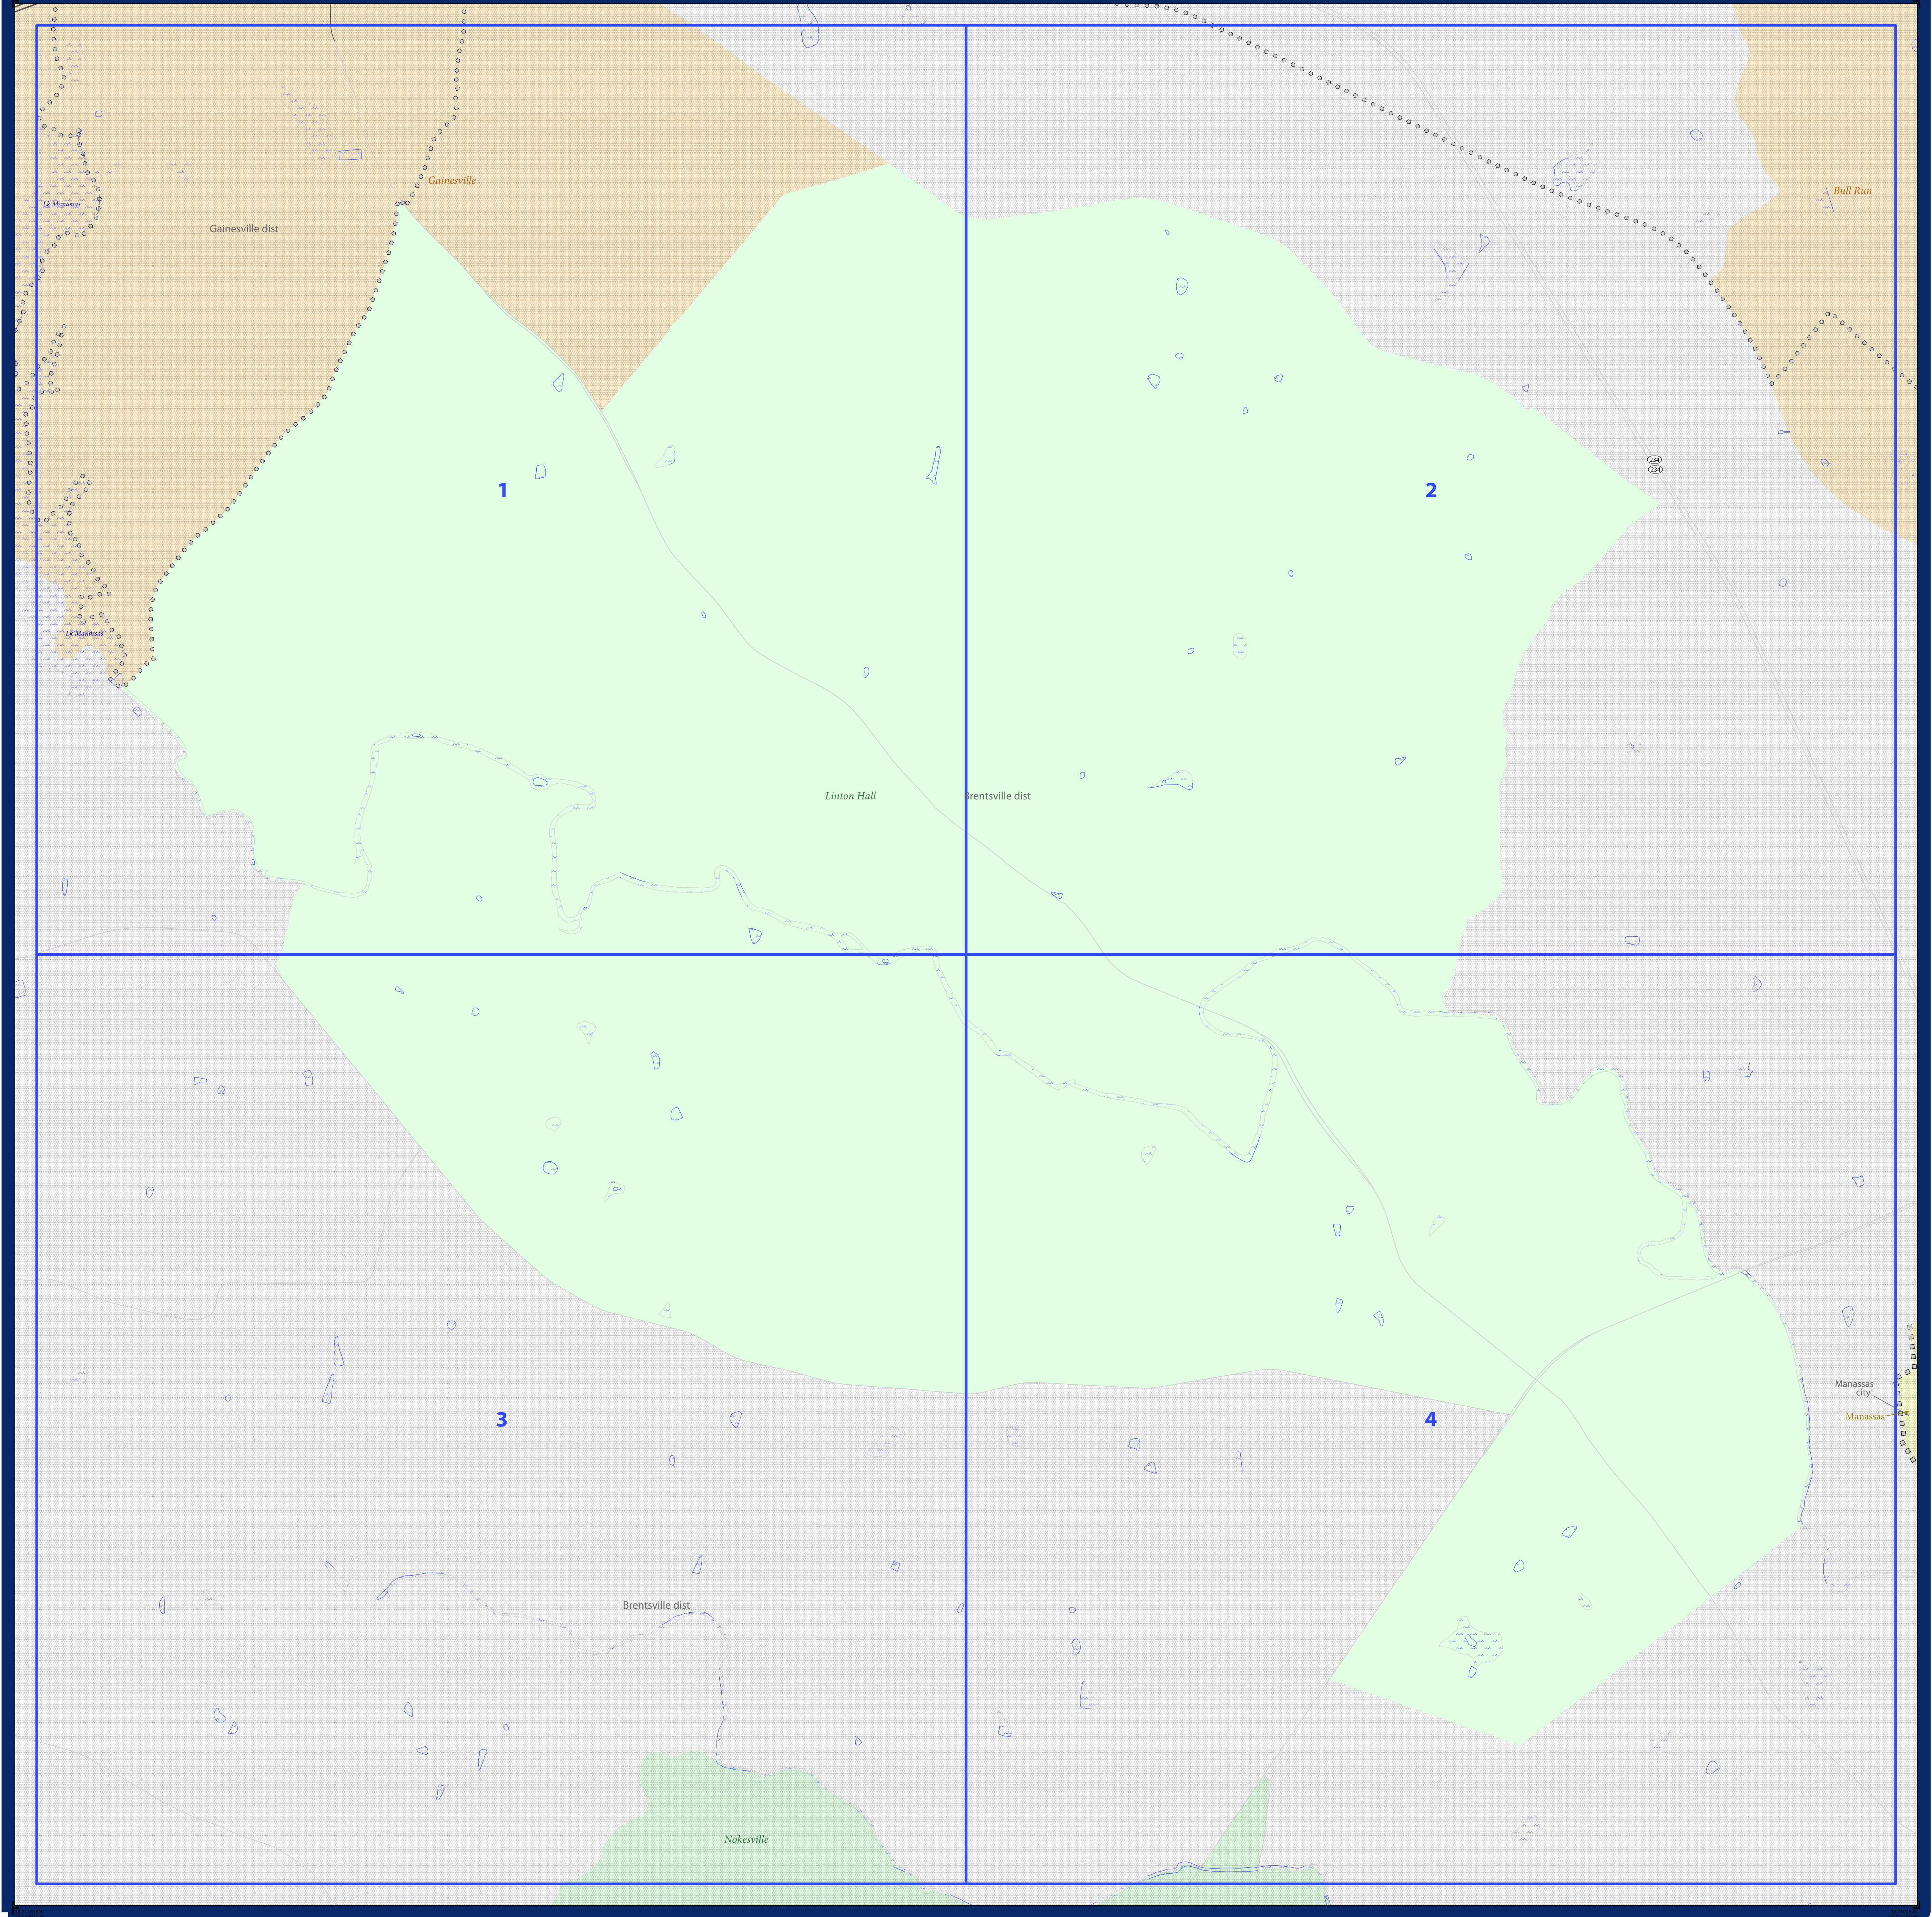 Gainesville
Bull Run
Lk Manassas
Gainesville dist
234
234
1
2
Lk Manassas
Linton Hall
Brentsville dist
Manassas
city*
Manassas
3
4
Brentsville dist
Nokesville